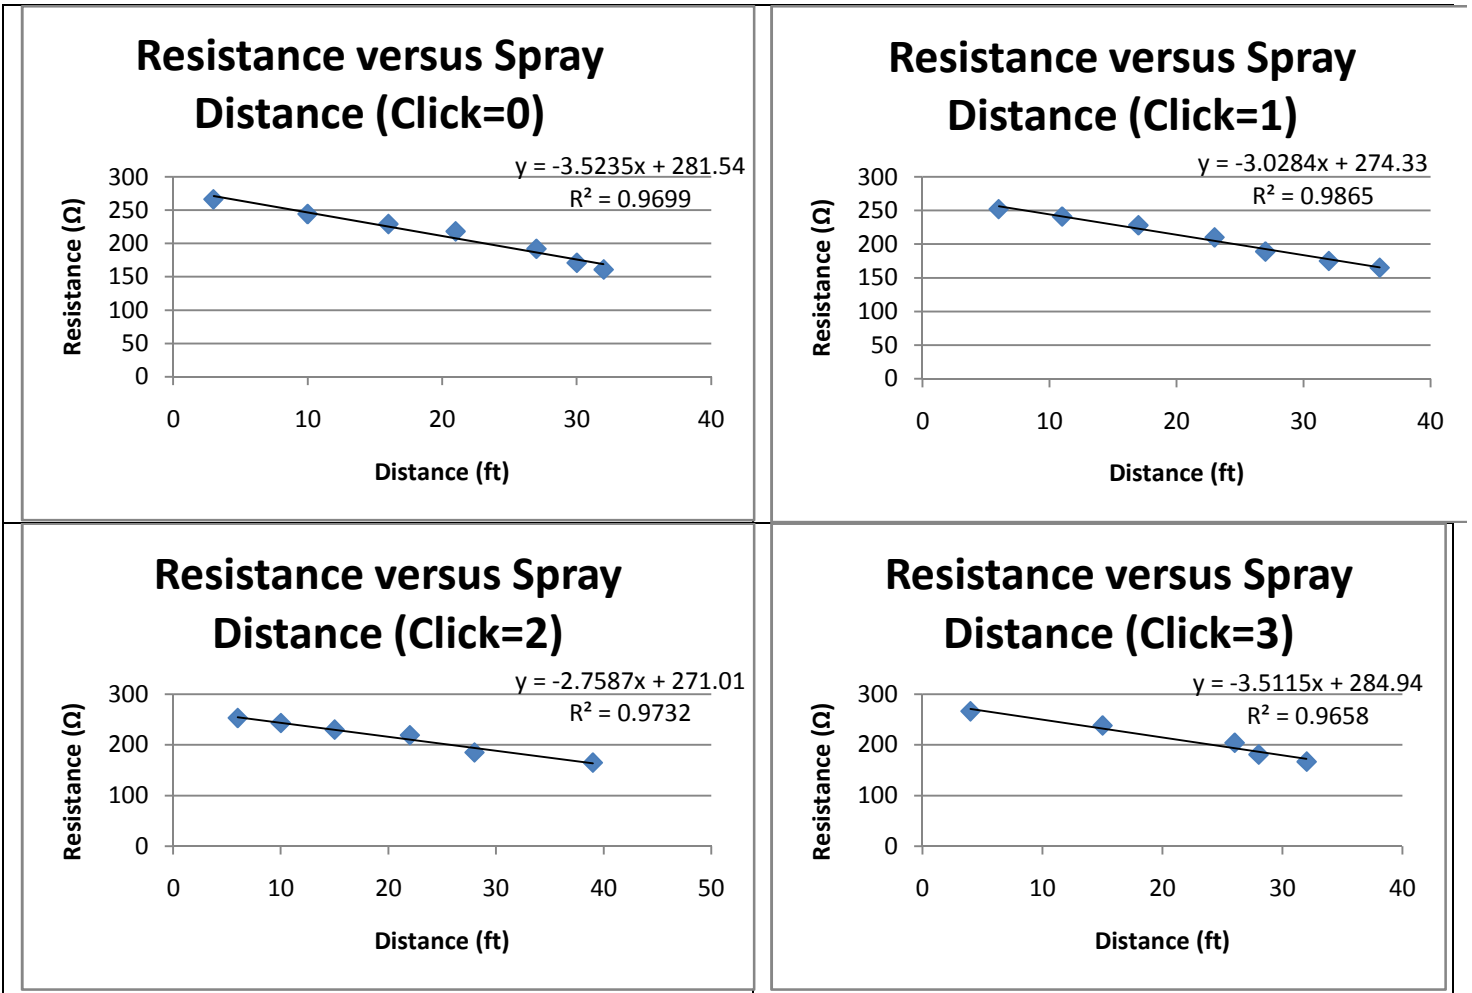 Resistance versus Spray
Distance (Click=0)
y = -3.5235x + 281.54
R² = 0.9699
300
250
200
150
100
50
0
Resistance (Ω)
0 10 20 30 40
Distance (ft)
Resistance versus Spray
Distance (Click=1)
y = -3.0284x + 274.33
R² = 0.9865
300
250
200
150
100
50
0
Resistance (Ω)
0 10 20 30 40
Distance (ft)
Resistance versus Spray
Distance (Click=2)
y = -2.7587x + 271.01
R² = 0.9732
300
200
100
0
Resistance (Ω)
0 10 20 30 40 50
Distance (ft)
Resistance versus Spray
Distance (Click=3)
y = -3.5115x + 284.94
R² = 0.9658
300
200
100
0
Resistance (Ω)
0 10 20 30 40
Distance (ft)